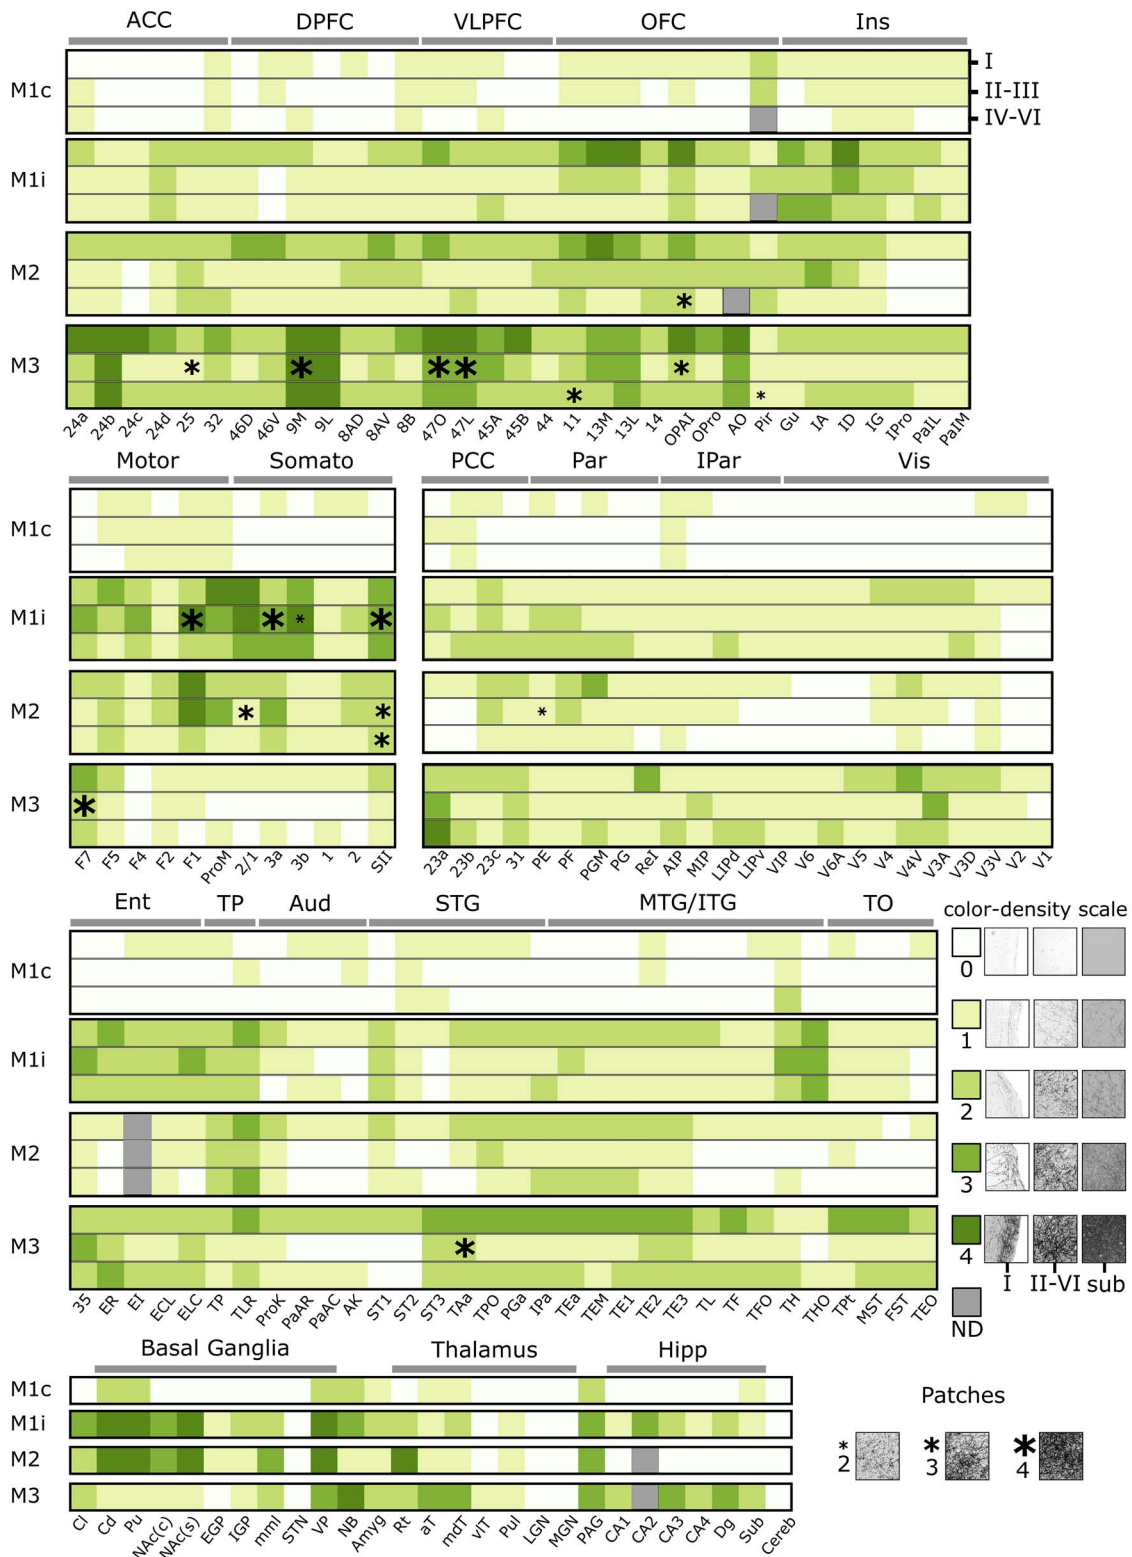 ACC DPFC VLPFC OFC Ins
M1c
I
II-III
IV-VI
M1i
M2
*
M3
* * * * *
* *
24a 24b 24c 24d 25 32 46D 46V 9M 9L 8AD 8AV 8B 47O 47L 45A 45B 44 11 13M 13L 14 OPAI OPro AO Pir Gu IA ID IG IPro PaIL PaIM
Motor Somato PCC Par IPar Vis
M1c
M1i
* * * *
M2
* * *
*
M3
*
F7 F5 F4 F2 F1 ProM 2/1 3a 3b 1 2 SII 23a 23b 23c 31 PE PF PGM PG ReI AIP MIP LIPd LIPv VIP V6 V6A V5 V4 V4V V3A V3D V3V V2 V1
Ent TP Aud STG MTG/ITG TO
color-density scale
M1c
0
M1i
1
2
M2
3
M3
*
4
I II-VI sub
ND
35 ER EI ECL ELC TP TLR ProK PaAR PaAC AK ST1 ST2 ST3 TAa TPO PGa IPa TEa TEM TE1 TE2 TE3 TL TF TFO TH THO TPt MST FST TEO
Basal Ganglia Thalamus Hipp
M1c
M1i
M2
M3
Cl Cd Pu NAc(c) NAc(s) EGP IGP mml STN VP NB Amyg Rt aT mdT vlT Pul LGN MGN PAG CA1 CA2 CA3 CA4 Dg Sub Cereb
Patches
* * *
2 3 4